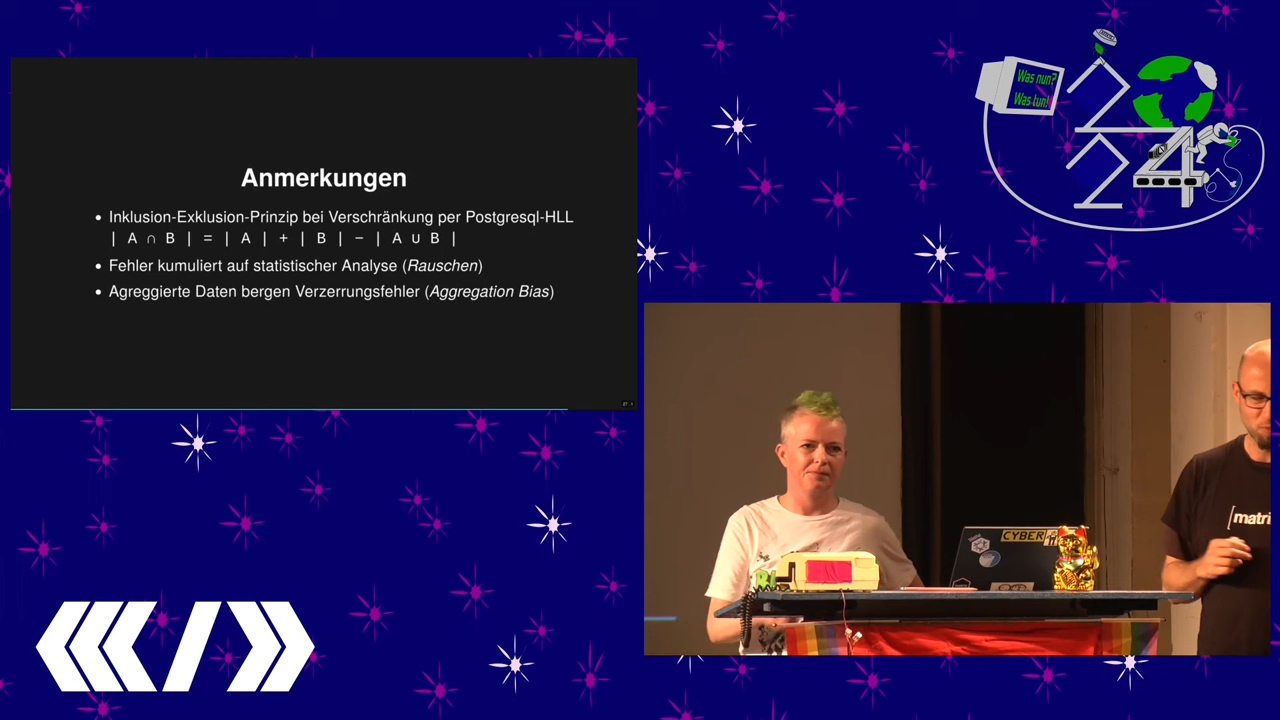 Anmerkungen
• Inklusion-Exklusion-Prinzip bei Verschränkung per Postgresql-HLL
| A ∩ B | = | A | + | B | − | A ∪ B |
• Fehler kumuliert auf statistischer Analyse (Rauschen)
• Agreggierte Daten bergen Verzerrungsfehler (Aggregation Bias)
Was nun?
Was tun!
2024
CYBER
[matri